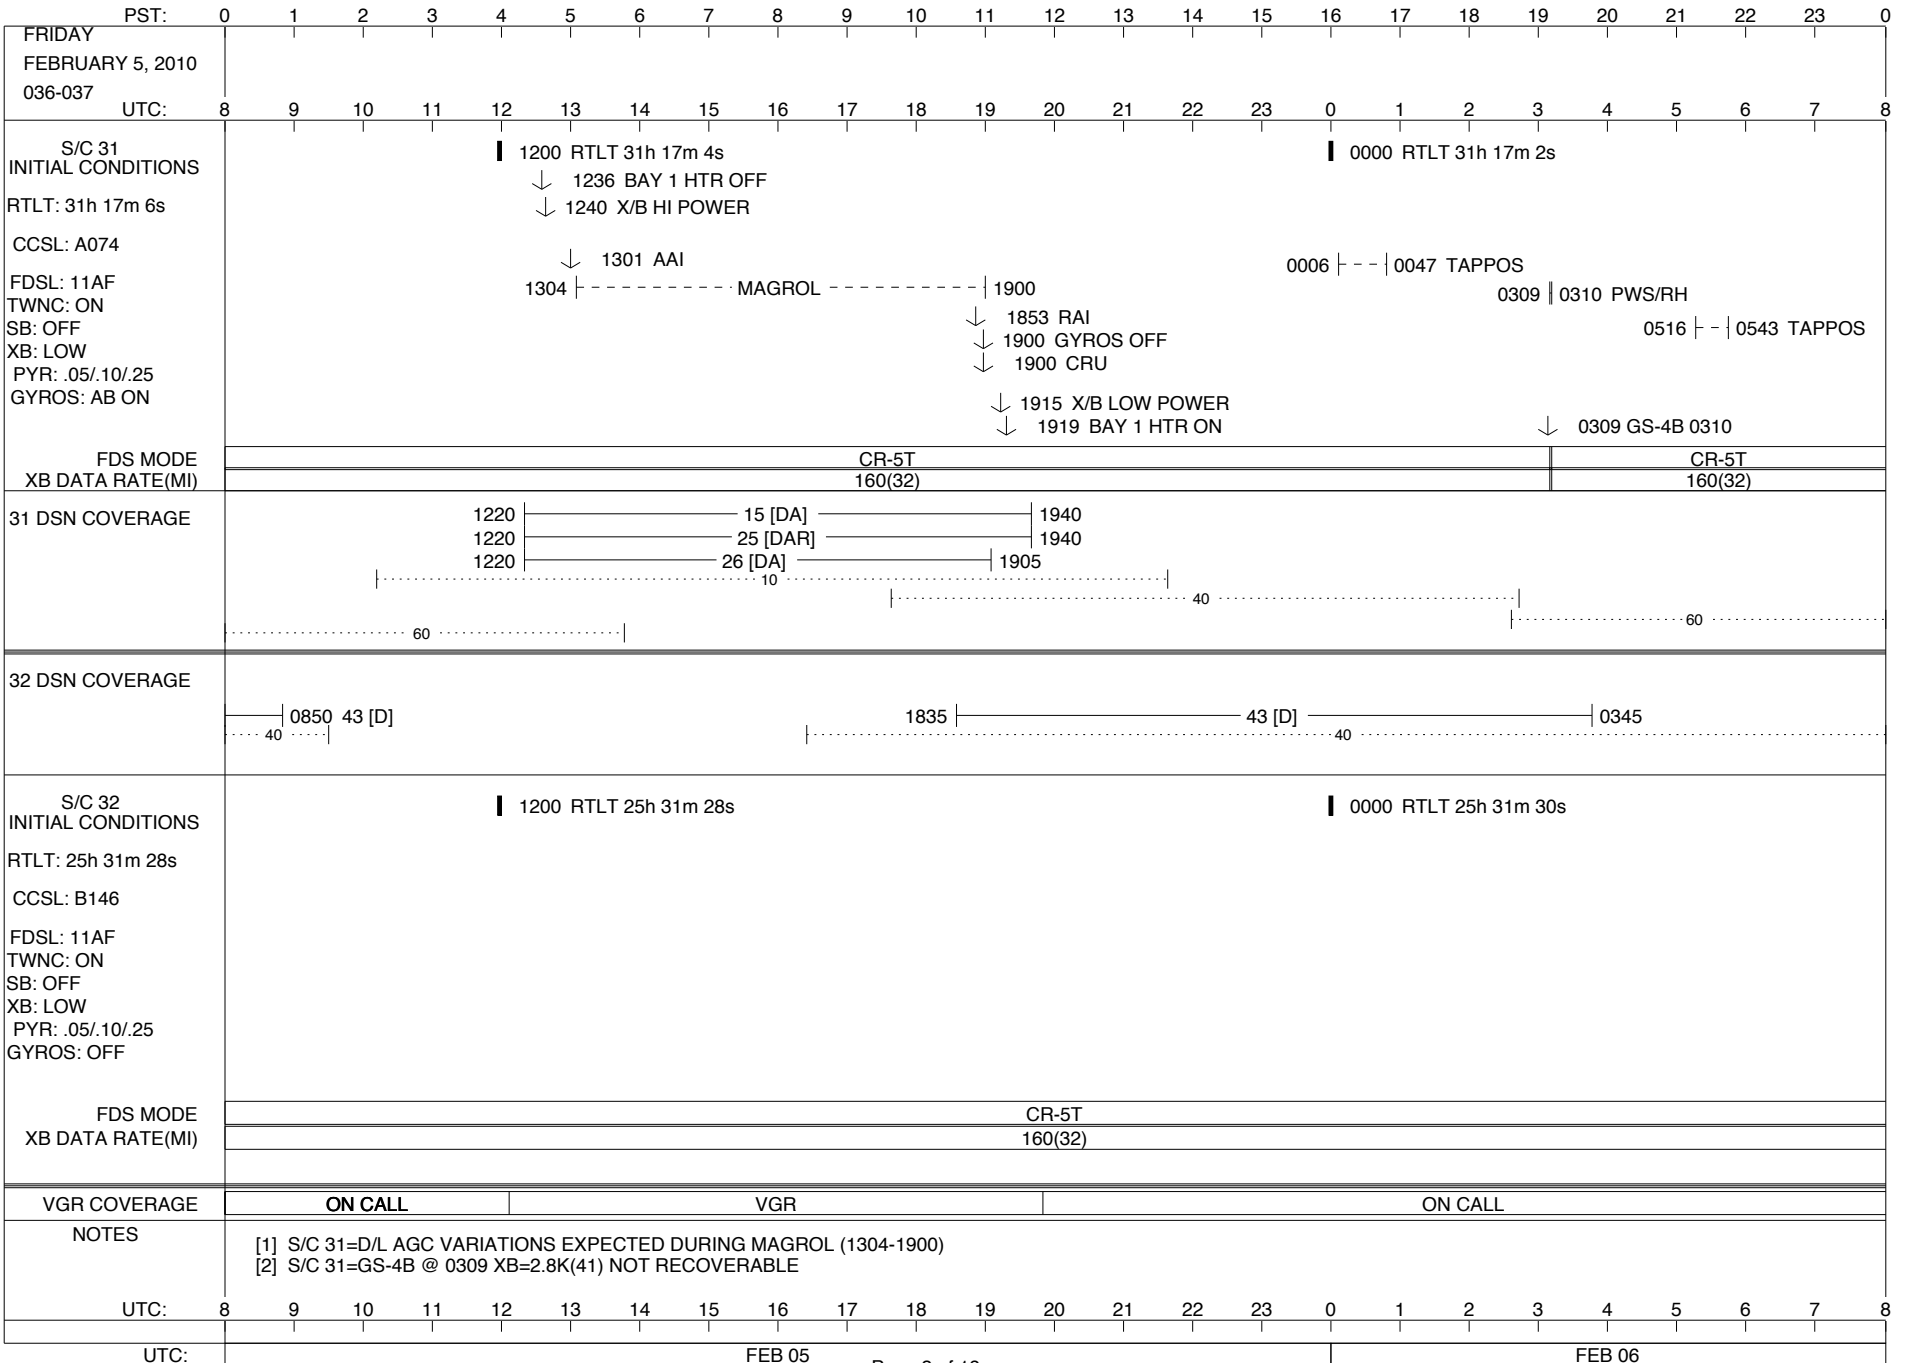 PST: 0 1 2 3 4 5 6 7 8 9 10 11 12 13 14 15 16 17 18 19 20 21 22 23 0
FRIDAY
FEBRUARY 5, 2010
036-037
UTC: 8 9 10 11 12 13 14 15 16 17 18 19 20 21 22 23 0 1 2 3 4 5 6 7 8
S/C 31
INITIAL CONDITIONS
RTLT: 31h 17m 6s
CCSL: A074
FDSL: 11AF
TWNC: ON
SB: OFF
XB: LOW
PYR: .05/.10/.25
GYROS: AB ON
1200 RTLT 31h 17m 4s
0000 RTLT 31h 17m 2s
1236 BAY 1 HTR OFF
1240 X/B HI POWER
1301 AAI
0006 0047 TAPPOS
1304 MAGROL 1900
0309 0310 PWS/RH
1853 RAI
0516 0543 TAPPOS
1900 GYROS OFF
1900 CRU
1915 X/B LOW POWER
1919 BAY 1 HTR ON
0309 GS-4B 0310
FDS MODE CR-5T CR-5T
XB DATA RATE(MI) 160(32) 160(32)
31 DSN COVERAGE
1220 15 [DA] 1940
1220 25 [DAR] 1940
1220 26 [DA] 1905
10
40
60
60
32 DSN COVERAGE
0850 43 [D]
1835 43 [D] 0345
40
40
S/C 32
INITIAL CONDITIONS
RTLT: 25h 31m 28s
CCSL: B146
FDSL: 11AF
TWNC: ON
SB: OFF
XB: LOW
PYR: .05/.10/.25
GYROS: OFF
1200 RTLT 25h 31m 28s
0000 RTLT 25h 31m 30s
FDS MODE CR-5T
XB DATA RATE(MI) 160(32)
VGR COVERAGE ON CALL VGR ON CALL
NOTES
[1] S/C 31=D/L AGC VARIATIONS EXPECTED DURING MAGROL (1304-1900)
[2] S/C 31=GS-4B @ 0309 XB=2.8K(41) NOT RECOVERABLE
UTC: 8 9 10 11 12 13 14 15 16 17 18 19 20 21 22 23 0 1 2 3 4 5 6 7 8
UTC: FEB 05 FEB 06